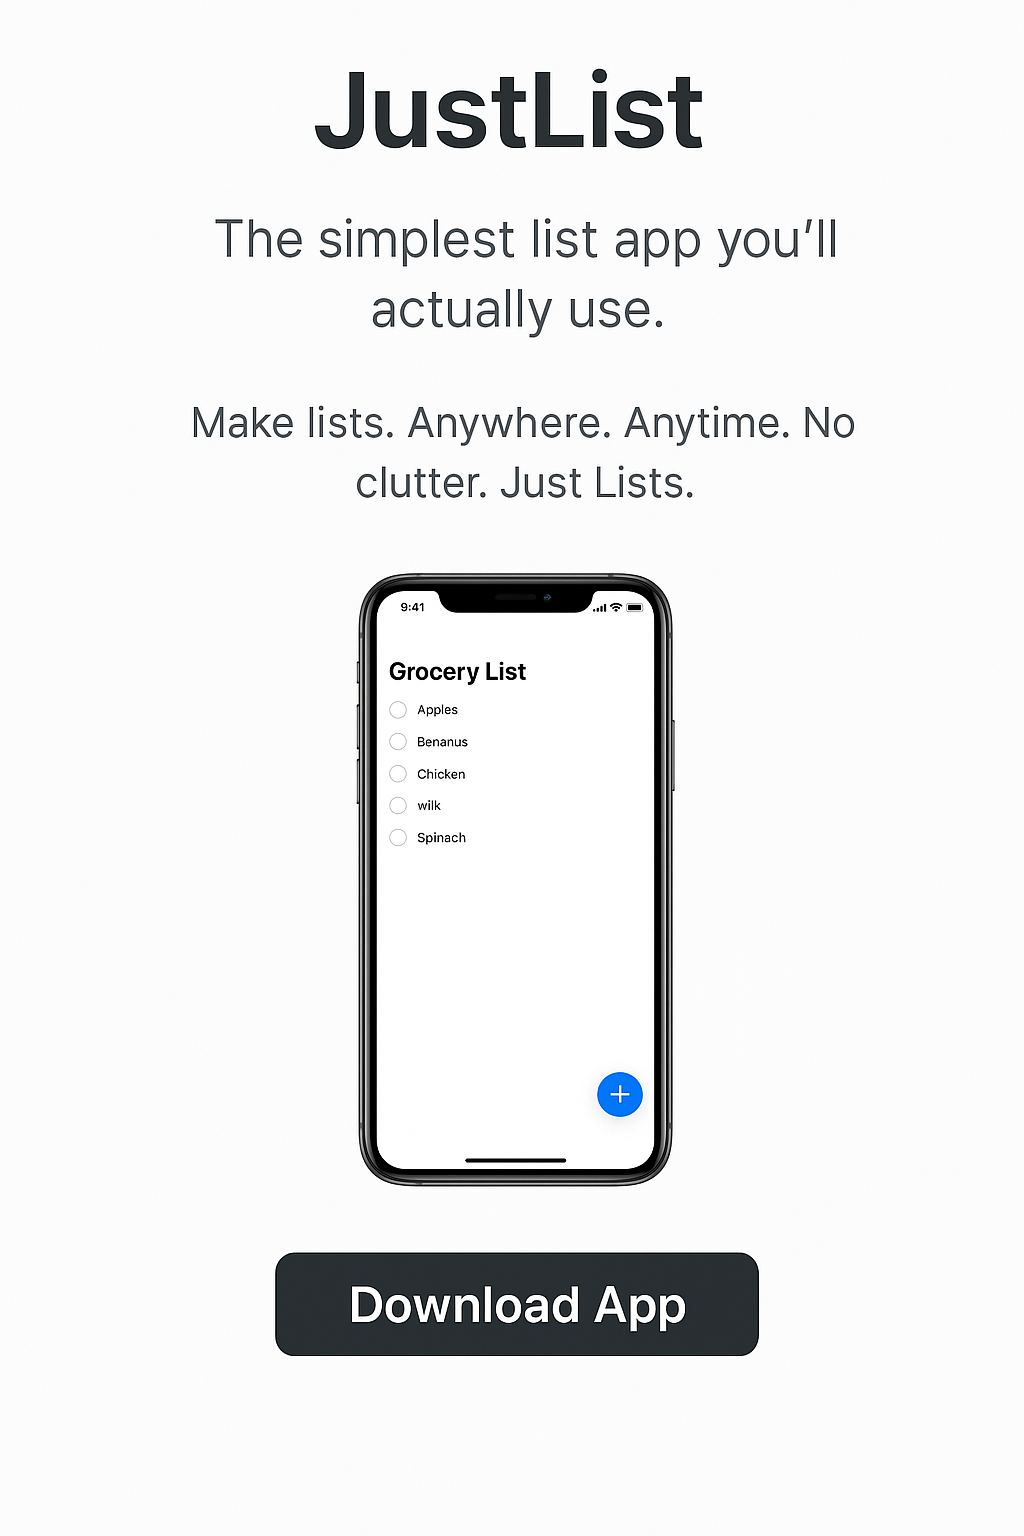 JustList
The simplest list app you’ll
actually use.
Make lists. Anywhere. Anytime. No
clutter. Just Lists.
9:41
Grocery List
Apples
Benanus
Chicken
wilk
Spinach
Download App